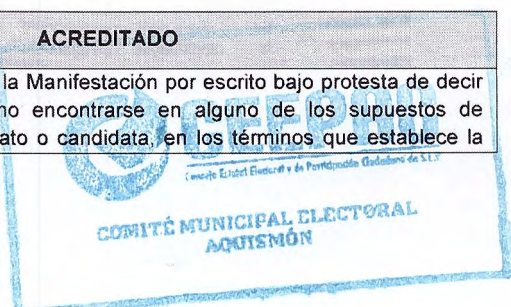 ACREDITADO
la Manifestación por escrito bajo protesta de decir
no encontrarse en alguno de los supuestos de
ato o candidata, en los términos que establece la
CEEPAC
Consejo Estatal Electoral y de Participación Ciudadana de S.L.P.
COMITÉ MUNICIPAL ELECTORAL
AQUISMÓN